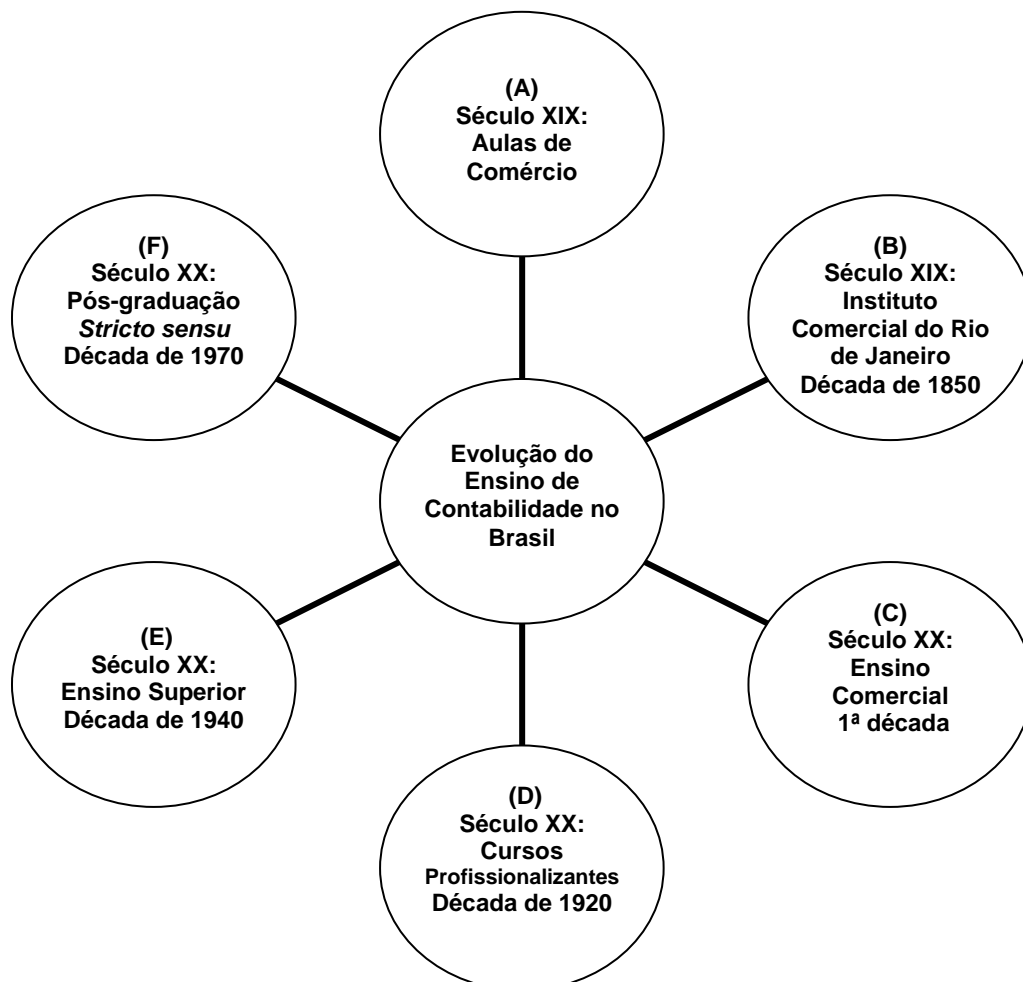 (A)
Século XIX:
Aulas de
Comércio
(B)
Século XIX:
Instituto
Comercial do Rio
de Janeiro
Década de 1850
(C)
Século XX:
Ensino
Comercial
1ª década
(D)
Século XX:
Cursos
Profissionalizantes
Década de 1920
(E)
Século XX:
Ensino Superior
Década de 1940
(F)
Século XX:
Pós-graduação
Stricto sensu
Década de 1970
Evolução do
Ensino de
Contabilidade no
Brasil